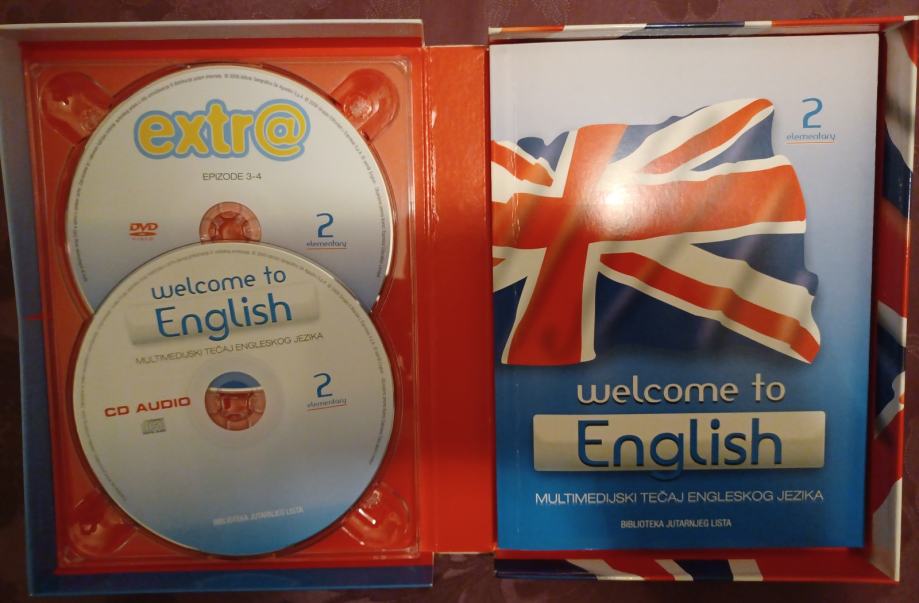 extr@
EPIZODE 3-4
DVD
VIDEO
2
elementary
welcome to
English
MULTIMEDIJSKI TEČAJ ENGLESKOG JEZIKA
CD AUDIO
2
elementary
BIBLIOTEKA JUTARNJEG LISTA
2
elementary
welcome to
English
MULTIMEDIJSKI TEČAJ ENGLESKOG JEZIKA
BIBLIOTEKA JUTARNJEG LISTA